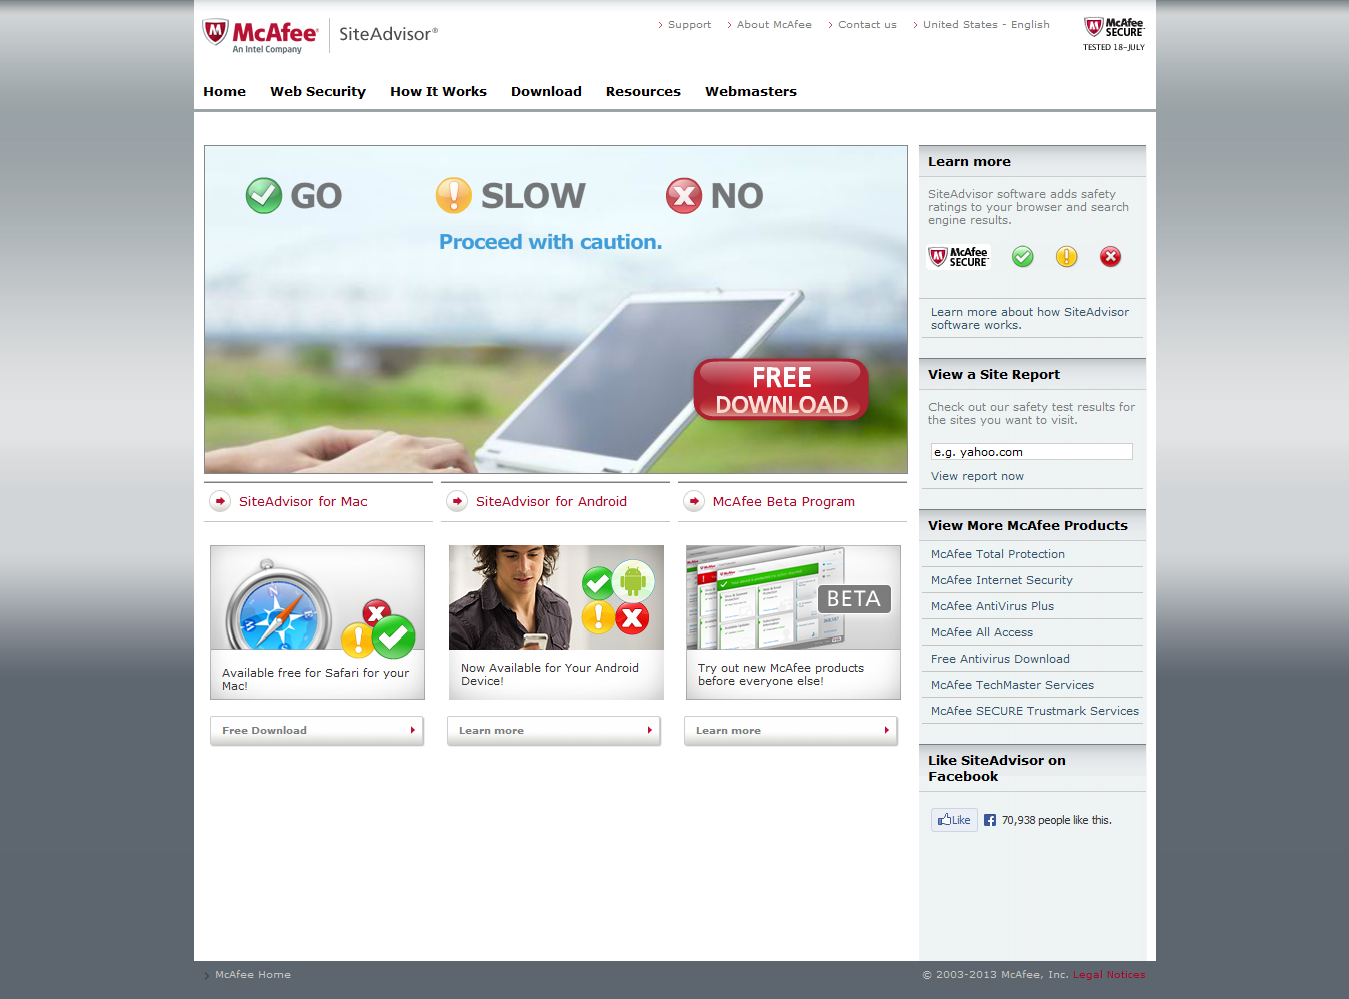 McAfee®
An Intel Company
SiteAdvisor®
Support
About McAfee
Contact us
United States - English
McAfee
SECURE™
TESTED 18-JULY
Home
Web Security
How It Works
Download
Resources
Webmasters
GO
SLOW
NO
Proceed with caution.
FREE
DOWNLOAD
SiteAdvisor for Mac
SiteAdvisor for Android
McAfee Beta Program
Available free for Safari for your
Mac!
Now Available for Your Android
Device!
BETA
Try out new McAfee products
before everyone else!
Free Download
Learn more
Learn more
Learn more
SiteAdvisor software adds safety
ratings to your browser and search
engine results.
McAfee
SECURE™
Learn more about how SiteAdvisor
software works.
View a Site Report
Check out our safety test results for
the sites you want to visit.
e.g. yahoo.com
View report now
View More McAfee Products
McAfee Total Protection
McAfee Internet Security
McAfee AntiVirus Plus
McAfee All Access
Free Antivirus Download
McAfee TechMaster Services
McAfee SECURE Trustmark Services
Like SiteAdvisor on
Facebook
Like
70,938 people like this.
McAfee Home
© 2003-2013 McAfee, Inc. Legal Notices